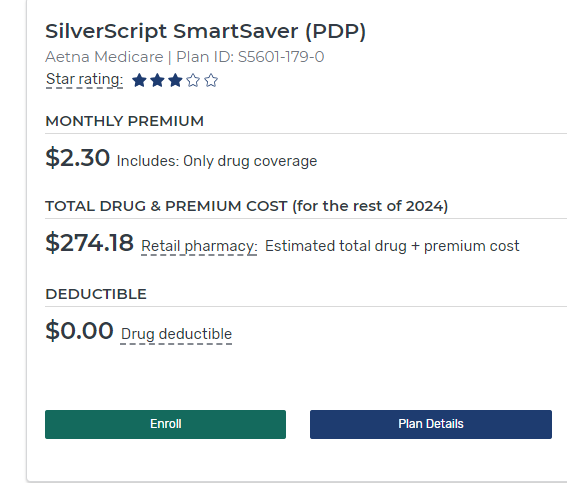 SilverScript SmartSaver (PDP)
Aetna Medicare | Plan ID: S5601-179-0
Star rating:
MONTHLY PREMIUM
$2.30 Includes: Only drug coverage
TOTAL DRUG & PREMIUM COST (for the rest of 2024)
$274.18 Retail pharmacy: Estimated total drug + premium cost
DEDUCTIBLE
$0.00 Drug deductible
Enroll Plan Details